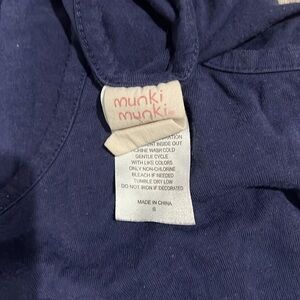 munki
munki
INSIDE OUT
WASH COLD
GENTLE CYCLE
WITH LIKE COLORS
ONLY NON-CHLORINE
BLEACH IF NEEDED
TUMBLE DRY LOW
DO NOT IRON IF DECORATED
MADE IN CHINA